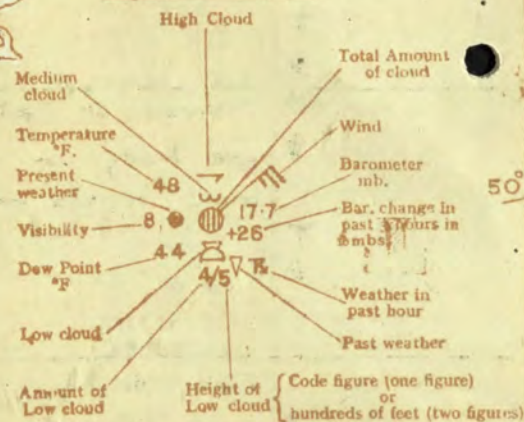 High Cloud
Medium
cloud
Total Amount
of cloud
Temperature
°F.
Wind
48
Barometer
mb.
Present
weather
50°
8
17·7
Visibility
+26
Bar. change in
past hours in
mbs
44
Dew Point
°F
4/5
Weather in
past hour
Low cloud
Past weather
Amount of
Low cloud
Height of
Low cloud
Code figure (one figure)
or
hundreds of feet (two figures)